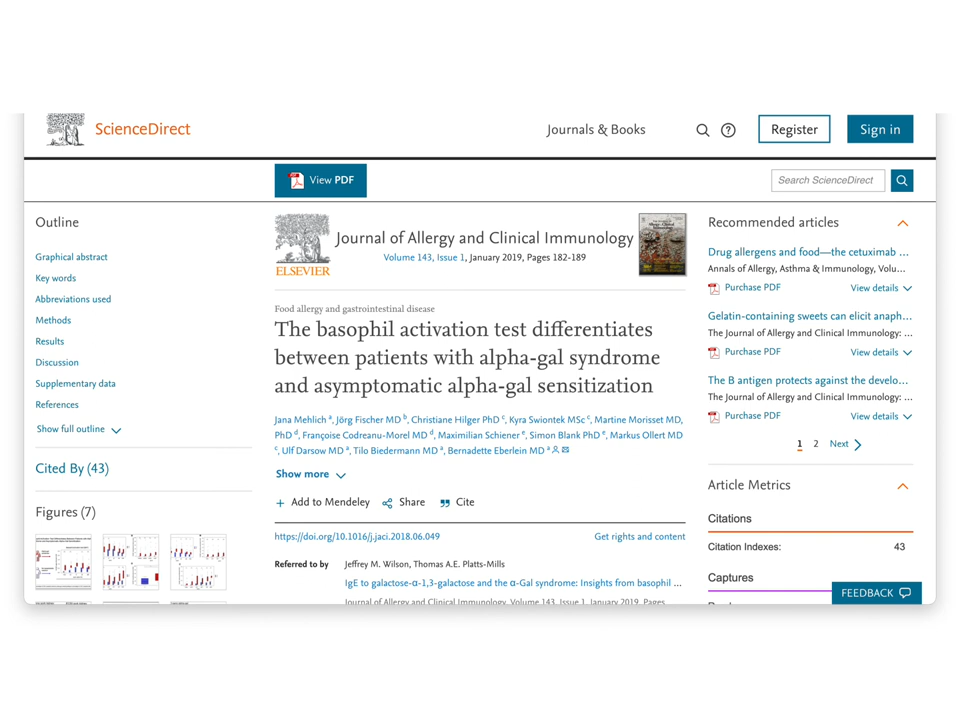 ScienceDirect
Journals & Books
Register
Sign in
View PDF
Search ScienceDirect
Outline
Graphical abstract
Key words
Abbreviations used
Methods
Results
Discussion
Supplementary data
References
Show full outline
Cited By (43)
Figures (7)
ELSEVIER
Journal of Allergy and Clinical Immunology
Volume 143, Issue 1, January 2019, Pages 182-189
Food allergy and gastrointestinal disease
The basophil activation test differentiates
between patients with alpha-gal syndrome
and asymptomatic alpha-gal sensitization
Jana Mehlich a, Jörg Fischer MD b, Christiane Hilger PhD c, Kyra Swiontek MSc c, Martine Morisset MD,
PhD d, Françoise Codreanu-Morel MD d, Maximilian Schiener e, Simon Blank PhD e, Markus Ollert MD
c, Ulf Darsow MD a, Tilo Biedermann MD a, Bernadette Eberlein MD a
Show more
Add to Mendeley
Share
Cite
https://doi.org/10.1016/j.jaci.2018.06.049
Get rights and content
Referred to by
Jeffrey M. Wilson, Thomas A.E. Platts-Mills
IgE to galactose-α-1,3-galactose and the α-Gal syndrome: Insights from basophil ...
Journal of Allergy and Clinical Immunology, Volume 143, Issue 1, January 2019, Pages
Recommended articles
Drug allergens and food—the cetuximab ...
Annals of Allergy, Asthma & Immunology, Volu...
Purchase PDF
View details
Gelatin-containing sweets can elicit anaph...
The Journal of Allergy and Clinical Immunology: ...
Purchase PDF
View details
The B antigen protects against the develo...
The Journal of Allergy and Clinical Immunology: ...
Purchase PDF
View details
1 2 Next
Article Metrics
Citations
Citation Indexes: 43
Captures
FEEDBACK